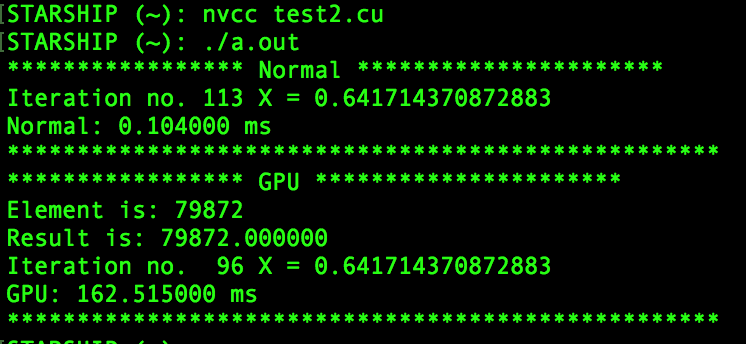 [STARSHIP (~): nvcc test2.cu
[STARSHIP (~): ./a.out
***************** Normal **********************
Iteration no. 113 X = 0.641714370872883
Normal: 0.104000 ms
***************************************************
***************** GPU **********************
Element is: 79872
Result is: 79872.000000
Iteration no.  96 X = 0.641714370872883
GPU: 162.515000 ms
***************************************************
STARSHIP (~)